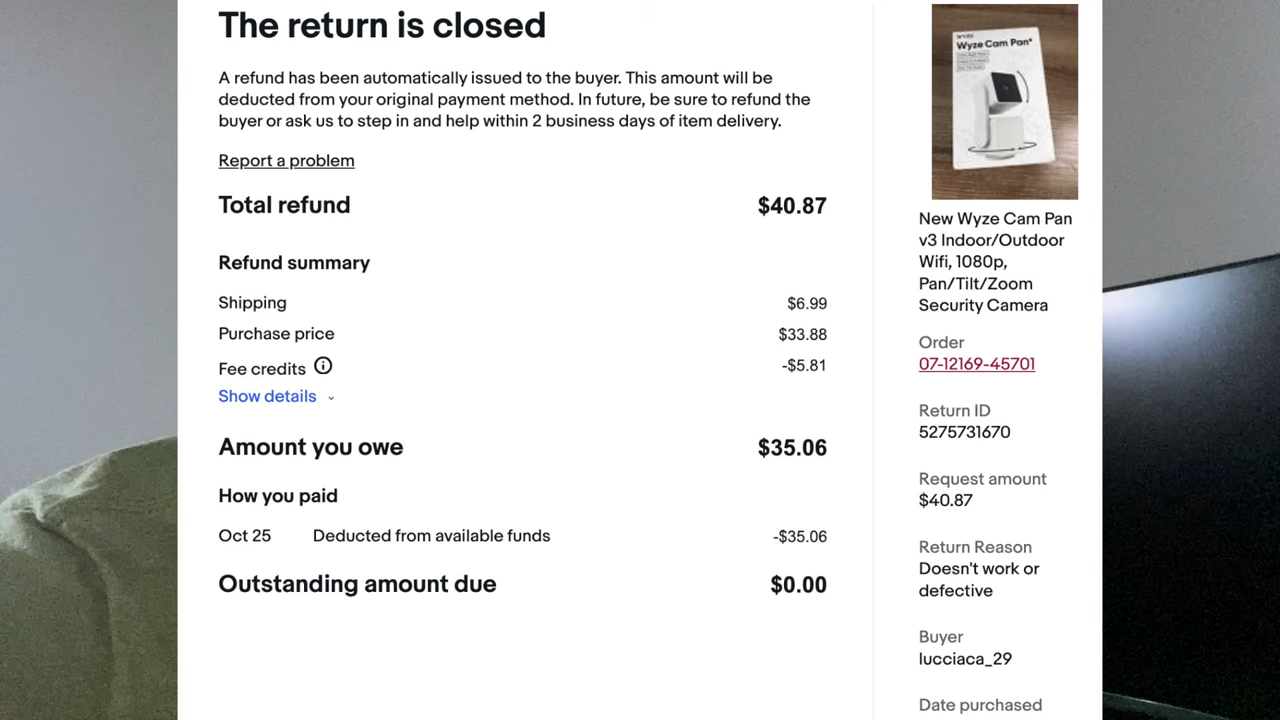 The return is closed
A refund has been automatically issued to the buyer. This amount will be
deducted from your original payment method. In future, be sure to refund the
buyer or ask us to step in and help within 2 business days of item delivery.
Report a problem
Total refund $40.87
Refund summary
Shipping $6.99
Purchase price $33.88
Fee credits -$5.81
Show details
Amount you owe $35.06
How you paid
Oct 25 Deducted from available funds -$35.06
Outstanding amount due $0.00
Wyze Cam Pan
New Wyze Cam Pan
v3 Indoor/Outdoor
Wifi, 1080p,
Pan/Tilt/Zoom
Security Camera
Order
07-12169-45701
Return ID
5275731670
Request amount
$40.87
Return Reason
Doesn't work or
defective
Buyer
lucciaca_29
Date purchased